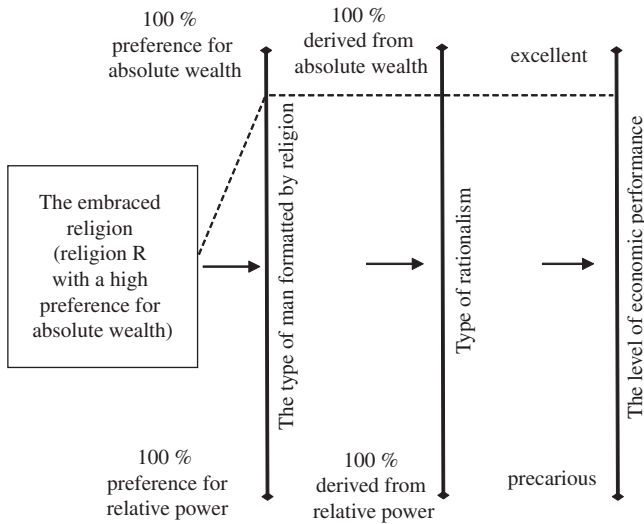 100 %
preference for
absolute wealth
100 %
derived from
absolute wealth
excellent
The embraced
religion
(religion R
with a high
preference for
absolute wealth)
The type of man formatted by religion
Type of rationalism
The level of economic performance
100 %
preference for
relative power
100 %
derived from
relative power
precarious